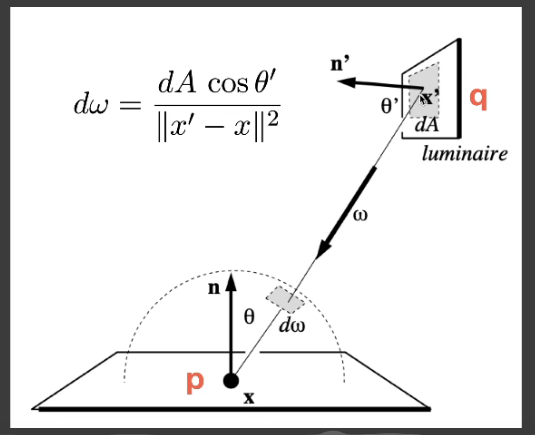 dω = dA cos θ′ / ‖x′ − x‖²
n’
θ’
x’
q
dA
luminaire
ω
n
θ
dω
p
x